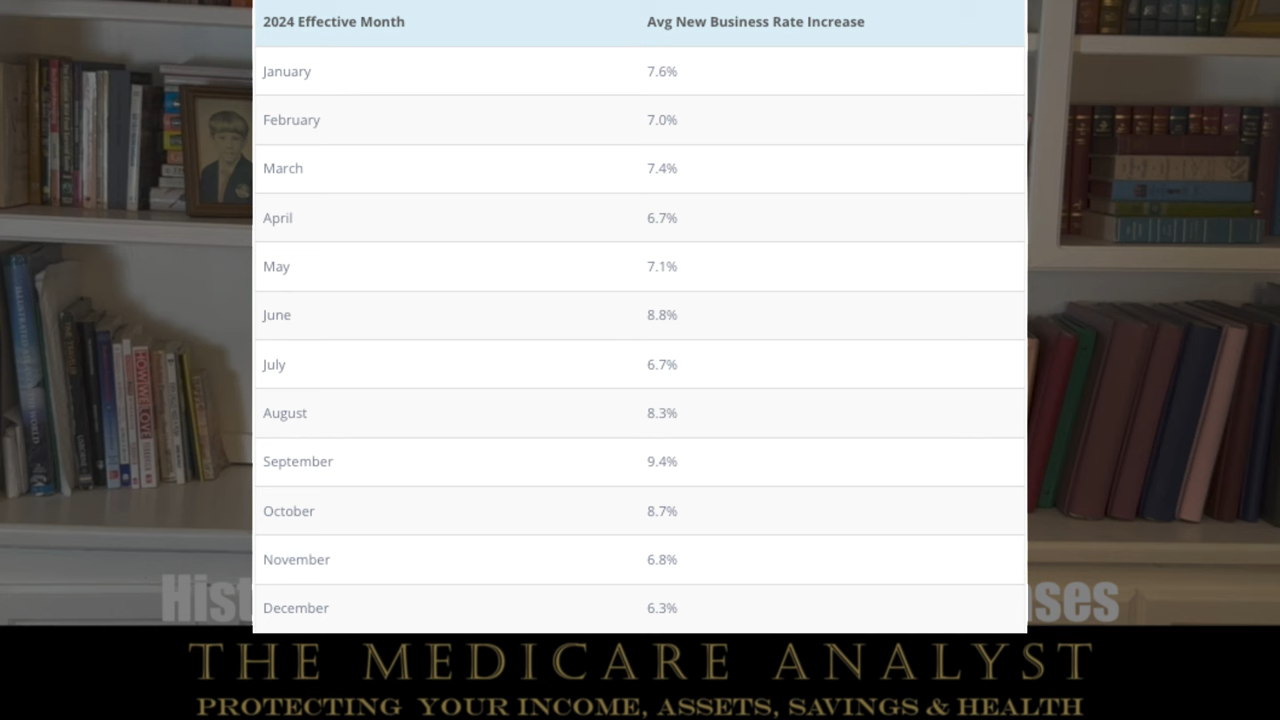 2024 Effective Month Avg New Business Rate Increase
January 7.6%
February 7.0%
March 7.4%
April 6.7%
May 7.1%
June 8.8%
July 6.7%
August 8.3%
September 9.4%
October 8.7%
November 6.8%
December 6.3%
THE MEDICARE ANALYST
PROTECTING YOUR INCOME, ASSETS, SAVINGS & HEALTH